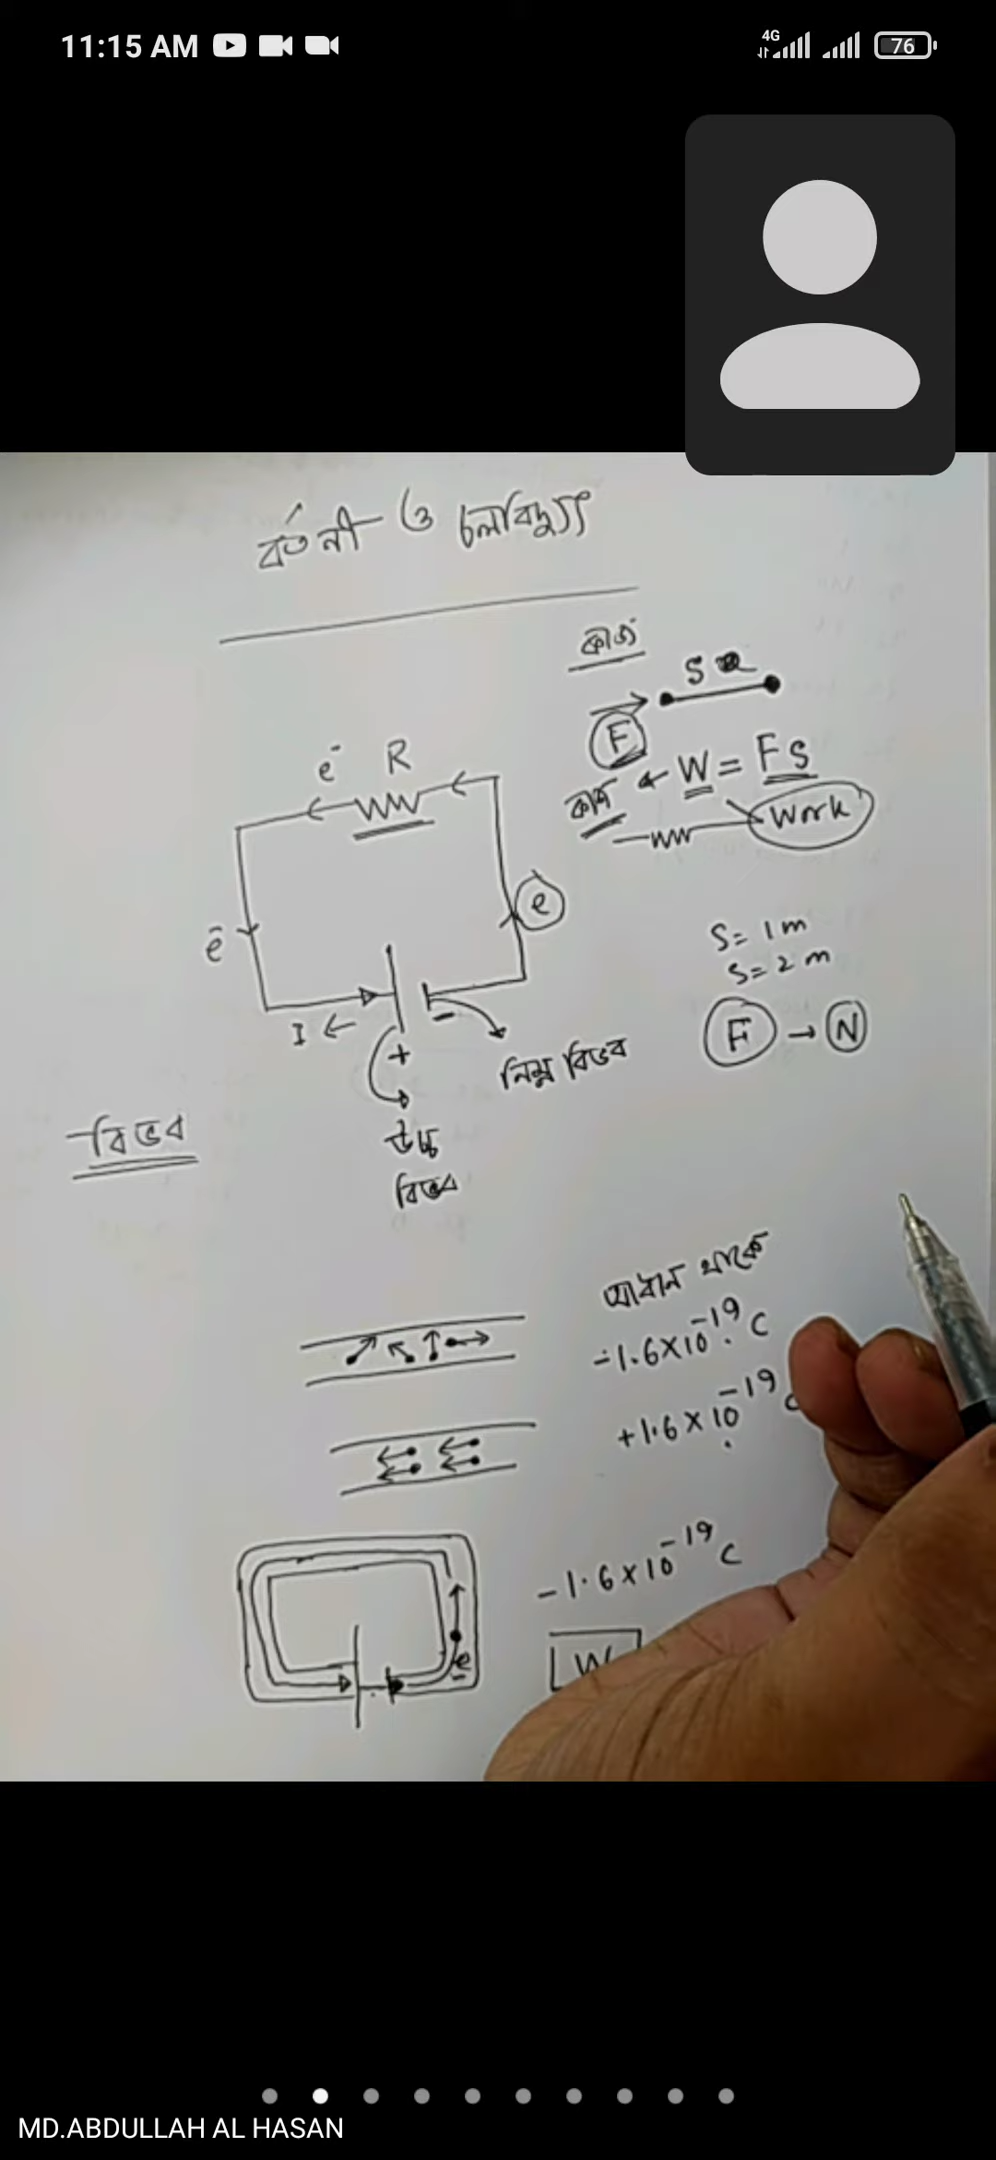 11:15 AM
4G
76
বর্তনী ও চলবিদ্যুৎ
কাজ
S
F
W = Fs
কাজ
Work
e⁻ R
e
e⁻
S = 1m
S = 2m
F → N
I ←
+
-
নিম্ন বিভব
উচ্চ
বিভব
বিভব
আধান থাকে
-1.6×10⁻¹⁹ C
+1.6×10⁻¹⁹ C
-1.6×10⁻¹⁹ C
e
W
MD.ABDULLAH AL HASAN